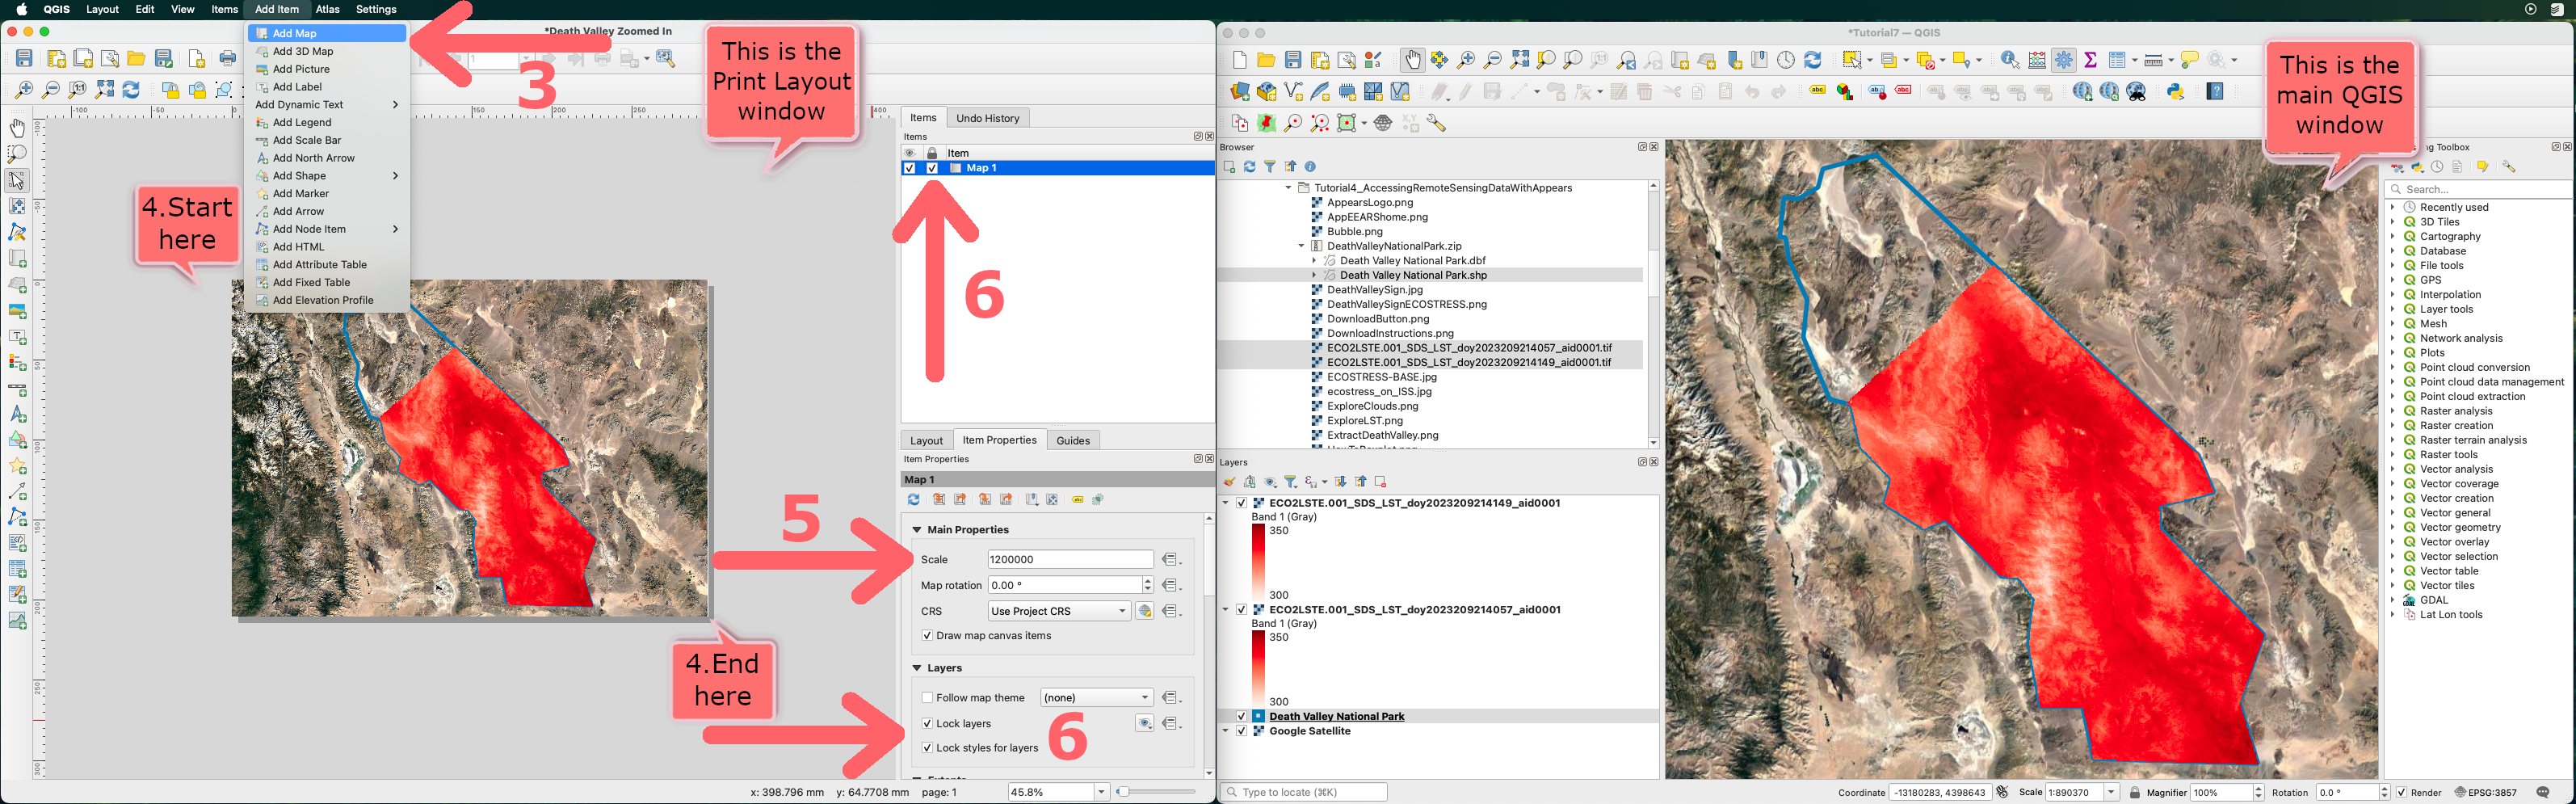 QGIS Layout Edit View Items Add Item Atlas Settings
*Death Valley Zoomed In
Add Map
Add 3D Map
Add Picture
Add Label
Add Dynamic Text
Add Legend
Add Scale Bar
Add North Arrow
Add Shape
Add Marker
Add Arrow
Add Node Item
Add HTML
Add Attribute Table
Add Fixed Table
Add Elevation Profile
3
This is the
Print Layout
window
4.Start
here
4.End
here
5
6
6
Items Undo History
Items
Item
Map 1
Layout Item Properties Guides
Item Properties
Map 1
Main Properties
Scale 1200000
Map rotation 0.00 °
CRS Use Project CRS
Draw map canvas items
Layers
Follow map theme (none)
Lock layers
Lock styles for layers
x: 398.796 mm y: 64.7708 mm page: 1 45.8%
*Tutorial7 — QGIS
This is the
main QGIS
window
Browser
Tutorial4_AccessingRemoteSensingDataWithAppears
AppearsLogo.png
AppEEARShome.png
Bubble.png
DeathValleyNationalPark.zip
Death Valley National Park.dbf
Death Valley National Park.shp
DeathValleySign.jpg
DeathValleySignECOSTRESS.png
DownloadButton.png
DownloadInstructions.png
ECO2LSTE.001_SDS_LST_doy2023209214057_aid0001.tif
ECO2LSTE.001_SDS_LST_doy2023209214149_aid0001.tif
ECOSTRESS-BASE.jpg
ecostress_on_ISS.jpg
ExploreClouds.png
ExploreLST.png
ExtractDeathValley.png
Layers
ECO2LSTE.001_SDS_LST_doy2023209214149_aid0001
Band 1 (Gray)
350
300
ECO2LSTE.001_SDS_LST_doy2023209214057_aid0001
Band 1 (Gray)
350
300
Death Valley National Park
Google Satellite
Type to locate (⌘K)
Toolbox
Search...
Recently used
3D Tiles
Cartography
Database
File tools
GPS
Interpolation
Layer tools
Mesh
Network analysis
Plots
Point cloud conversion
Point cloud data management
Point cloud extraction
Raster analysis
Raster creation
Raster terrain analysis
Raster tools
Vector analysis
Vector coverage
Vector creation
Vector general
Vector geometry
Vector overlay
Vector selection
Vector table
Vector tiles
GDAL
Lat Lon tools
Coordinate -13180283, 4398643 Scale 1:890370 Magnifier 100% Rotation 0.0 ° Render EPSG:3857